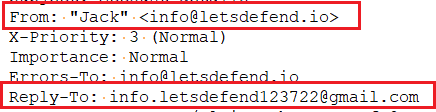 From: "Jack" <info@letsdefend.io>
X-Priority: 3 (Normal)
Importance: Normal
Errors-To: info@letsdefend.io
Reply-To: info.letsdefend123722@gmail.com